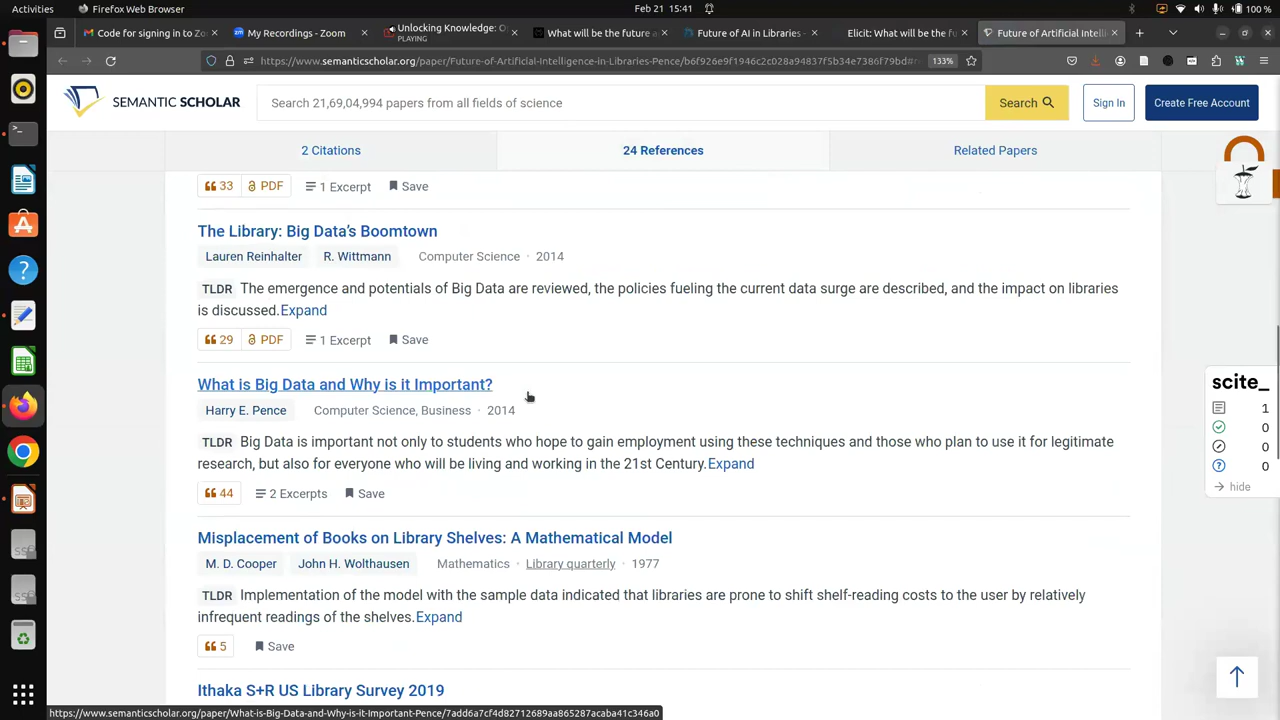 Activities
Firefox Web Browser
Feb 21 15:41
100 %
Code for signing in to Zo
My Recordings - Zoom
Unlocking Knowledge: O
PLAYING
What will be the future a
Future of AI in Libraries -
Elicit: What will be the fu
Future of Artificial Intelli
https://www.semanticscholar.org/paper/Future-of-Artificial-Intelligence-in-Libraries-Pence/b6f926e9f1946c2c028a94837f5b34e7386f79bd#r
133%
SEMANTIC SCHOLAR
Search 21,69,04,994 papers from all fields of science
Search
Sign In
Create Free Account
2 Citations
24 References
Related Papers
33 PDF 1 Excerpt Save
The Library: Big Data's Boomtown
Lauren Reinhalter R. Wittmann Computer Science · 2014
TLDR The emergence and potentials of Big Data are reviewed, the policies fueling the current data surge are described, and the impact on libraries
is discussed.Expand
29 PDF 1 Excerpt Save
What is Big Data and Why is it Important?
Harry E. Pence Computer Science, Business · 2014
TLDR Big Data is important not only to students who hope to gain employment using these techniques and those who plan to use it for legitimate
research, but also for everyone who will be living and working in the 21st Century.Expand
44 2 Excerpts Save
Misplacement of Books on Library Shelves: A Mathematical Model
M. D. Cooper John H. Wolthausen Mathematics · Library quarterly · 1977
TLDR Implementation of the model with the sample data indicated that libraries are prone to shift shelf-reading costs to the user by relatively
infrequent readings of the shelves.Expand
5 Save
Ithaka S+R US Library Survey 2019
scite_
1
0
0
0
hide
https://www.semanticscholar.org/paper/What-is-Big-Data-and-Why-is-it-Important-Pence/7add6a7cf4d82712689aa865287acaba41c346a0